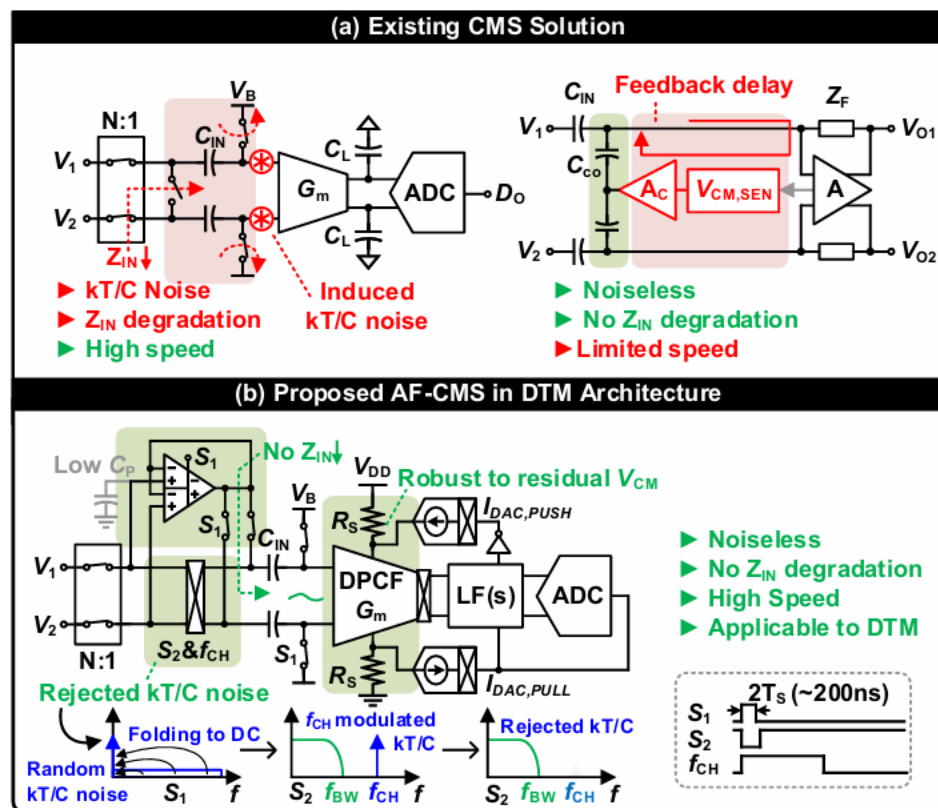 (a) Existing CMS Solution
N:1
V1
V2
ZIN↓
CIN
VB
Gm
CL
CL
ADC
DO
► kT/C Noise
► ZIN degradation
► High speed
Induced
kT/C noise
CIN
Feedback delay
ZF
V1
VO1
CCO
AC
VCM,SEN
A
V2
VO2
► Noiseless
► No ZIN degradation
► Limited speed
(b) Proposed AF-CMS in DTM Architecture
Low CP
S1
No ZIN↓
S1
CIN
VB
VDD
RS
Robust to residual VCM
IDAC,PUSH
V1
V2
N:1
S2&fCH
S1
DPCF
Gm
LF(s)
ADC
RS
IDAC,PULL
► Noiseless
► No ZIN degradation
► High Speed
► Applicable to DTM
Rejected kT/C noise
Folding to DC
Random
kT/C noise
S1
f
fCH modulated
kT/C
S2
fBW
fCH
f
Rejected kT/C
S2
fBW
fCH
f
2TS (~200ns)
S1
S2
fCH